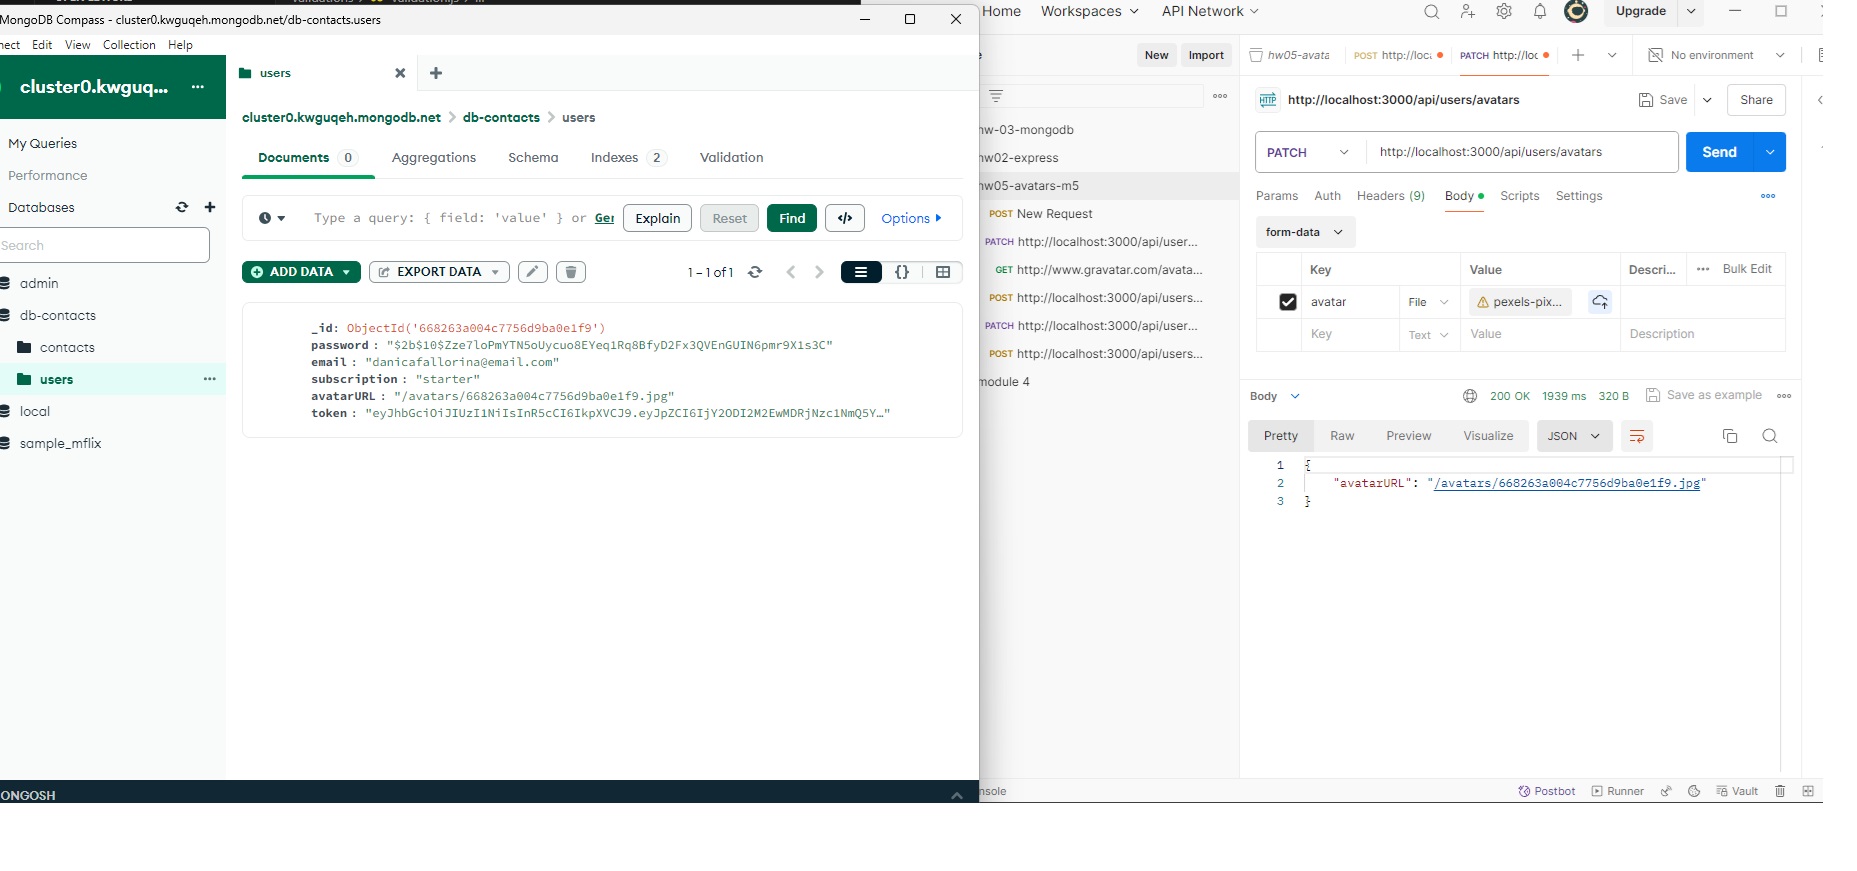 MongoDB Compass - cluster0.kwguqeh.mongodb.net/db-contacts.users
nect Edit View Collection Help
cluster0.kwguq... ...
users
cluster0.kwguqeh.mongodb.net > db-contacts > users
My Queries
Performance
Databases
Search
admin
db-contacts
contacts
users
local
sample_mflix
Documents 0 Aggregations Schema Indexes 2 Validation
Type a query: { field: 'value' } or Ger Explain Reset Find </> Options
ADD DATA EXPORT DATA 1 – 1 of 1 {}
_id: ObjectId('668263a004c7756d9ba0e1f9')
password : "$2b$10$Zze7loPmYTN5oUycuo8EYeq1Rq8BfyD2Fx3QVEnGUIN6pmr9X1s3C"
email : "danicafallorina@email.com"
subscription : "starter"
avatarURL : "/avatars/668263a004c7756d9ba0e1f9.jpg"
token : "eyJhbGciOiJIUzI1NiIsInR5cCI6IkpXVCJ9.eyJpZCI6IjY2ODI2M2EwMDRjNzc1NmQ5Y…"
ONGOSH
Home Workspaces API Network Upgrade
e New Import hw05-avata POST http://loc PATCH http://loc No environment
nw-03-mongodb
nw02-express
nw05-avatars-m5
POST New Request
PATCH http://localhost:3000/api/user...
GET http://www.gravatar.com/avata...
POST http://localhost:3000/api/users...
PATCH http://localhost:3000/api/user...
POST http://localhost:3000/api/users...
module 4
HTTP http://localhost:3000/api/users/avatars Save Share
PATCH http://localhost:3000/api/users/avatars Send
Params Auth Headers (9) Body Scripts Settings
form-data
Key Value Descri... Bulk Edit
avatar File pexels-pix...
Key Text Value Description
Body 200 OK 1939 ms 320 B Save as example
Pretty Raw Preview Visualize JSON
1 {
2 "avatarURL": "/avatars/668263a004c7756d9ba0e1f9.jpg"
3 }
nsole Postbot Runner Vault